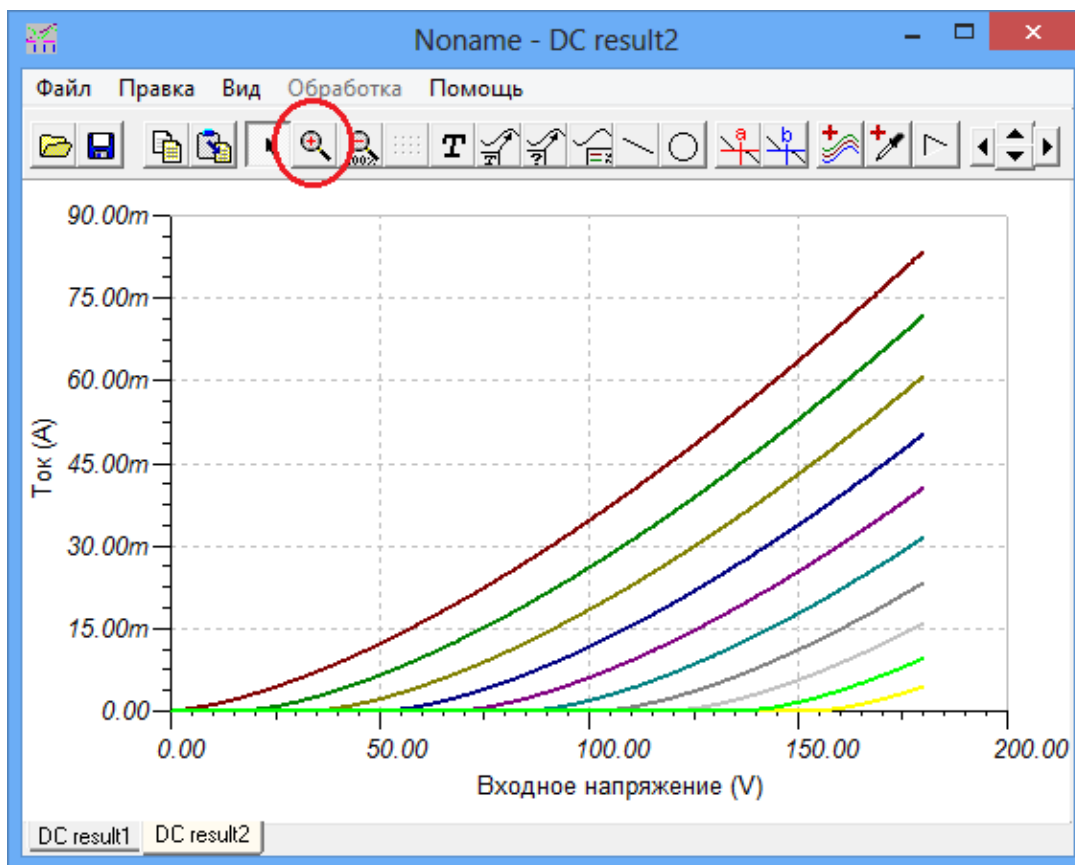 Noname - DC result2
Файл Правка Вид Обработка Помощь
100% T T ? = x a b
90.00m
75.00m
60.00m
45.00m
30.00m
15.00m
0.00
Ток (A)
0.00 50.00 100.00 150.00 200.00
Входное напряжение (V)
DC result1 DC result2